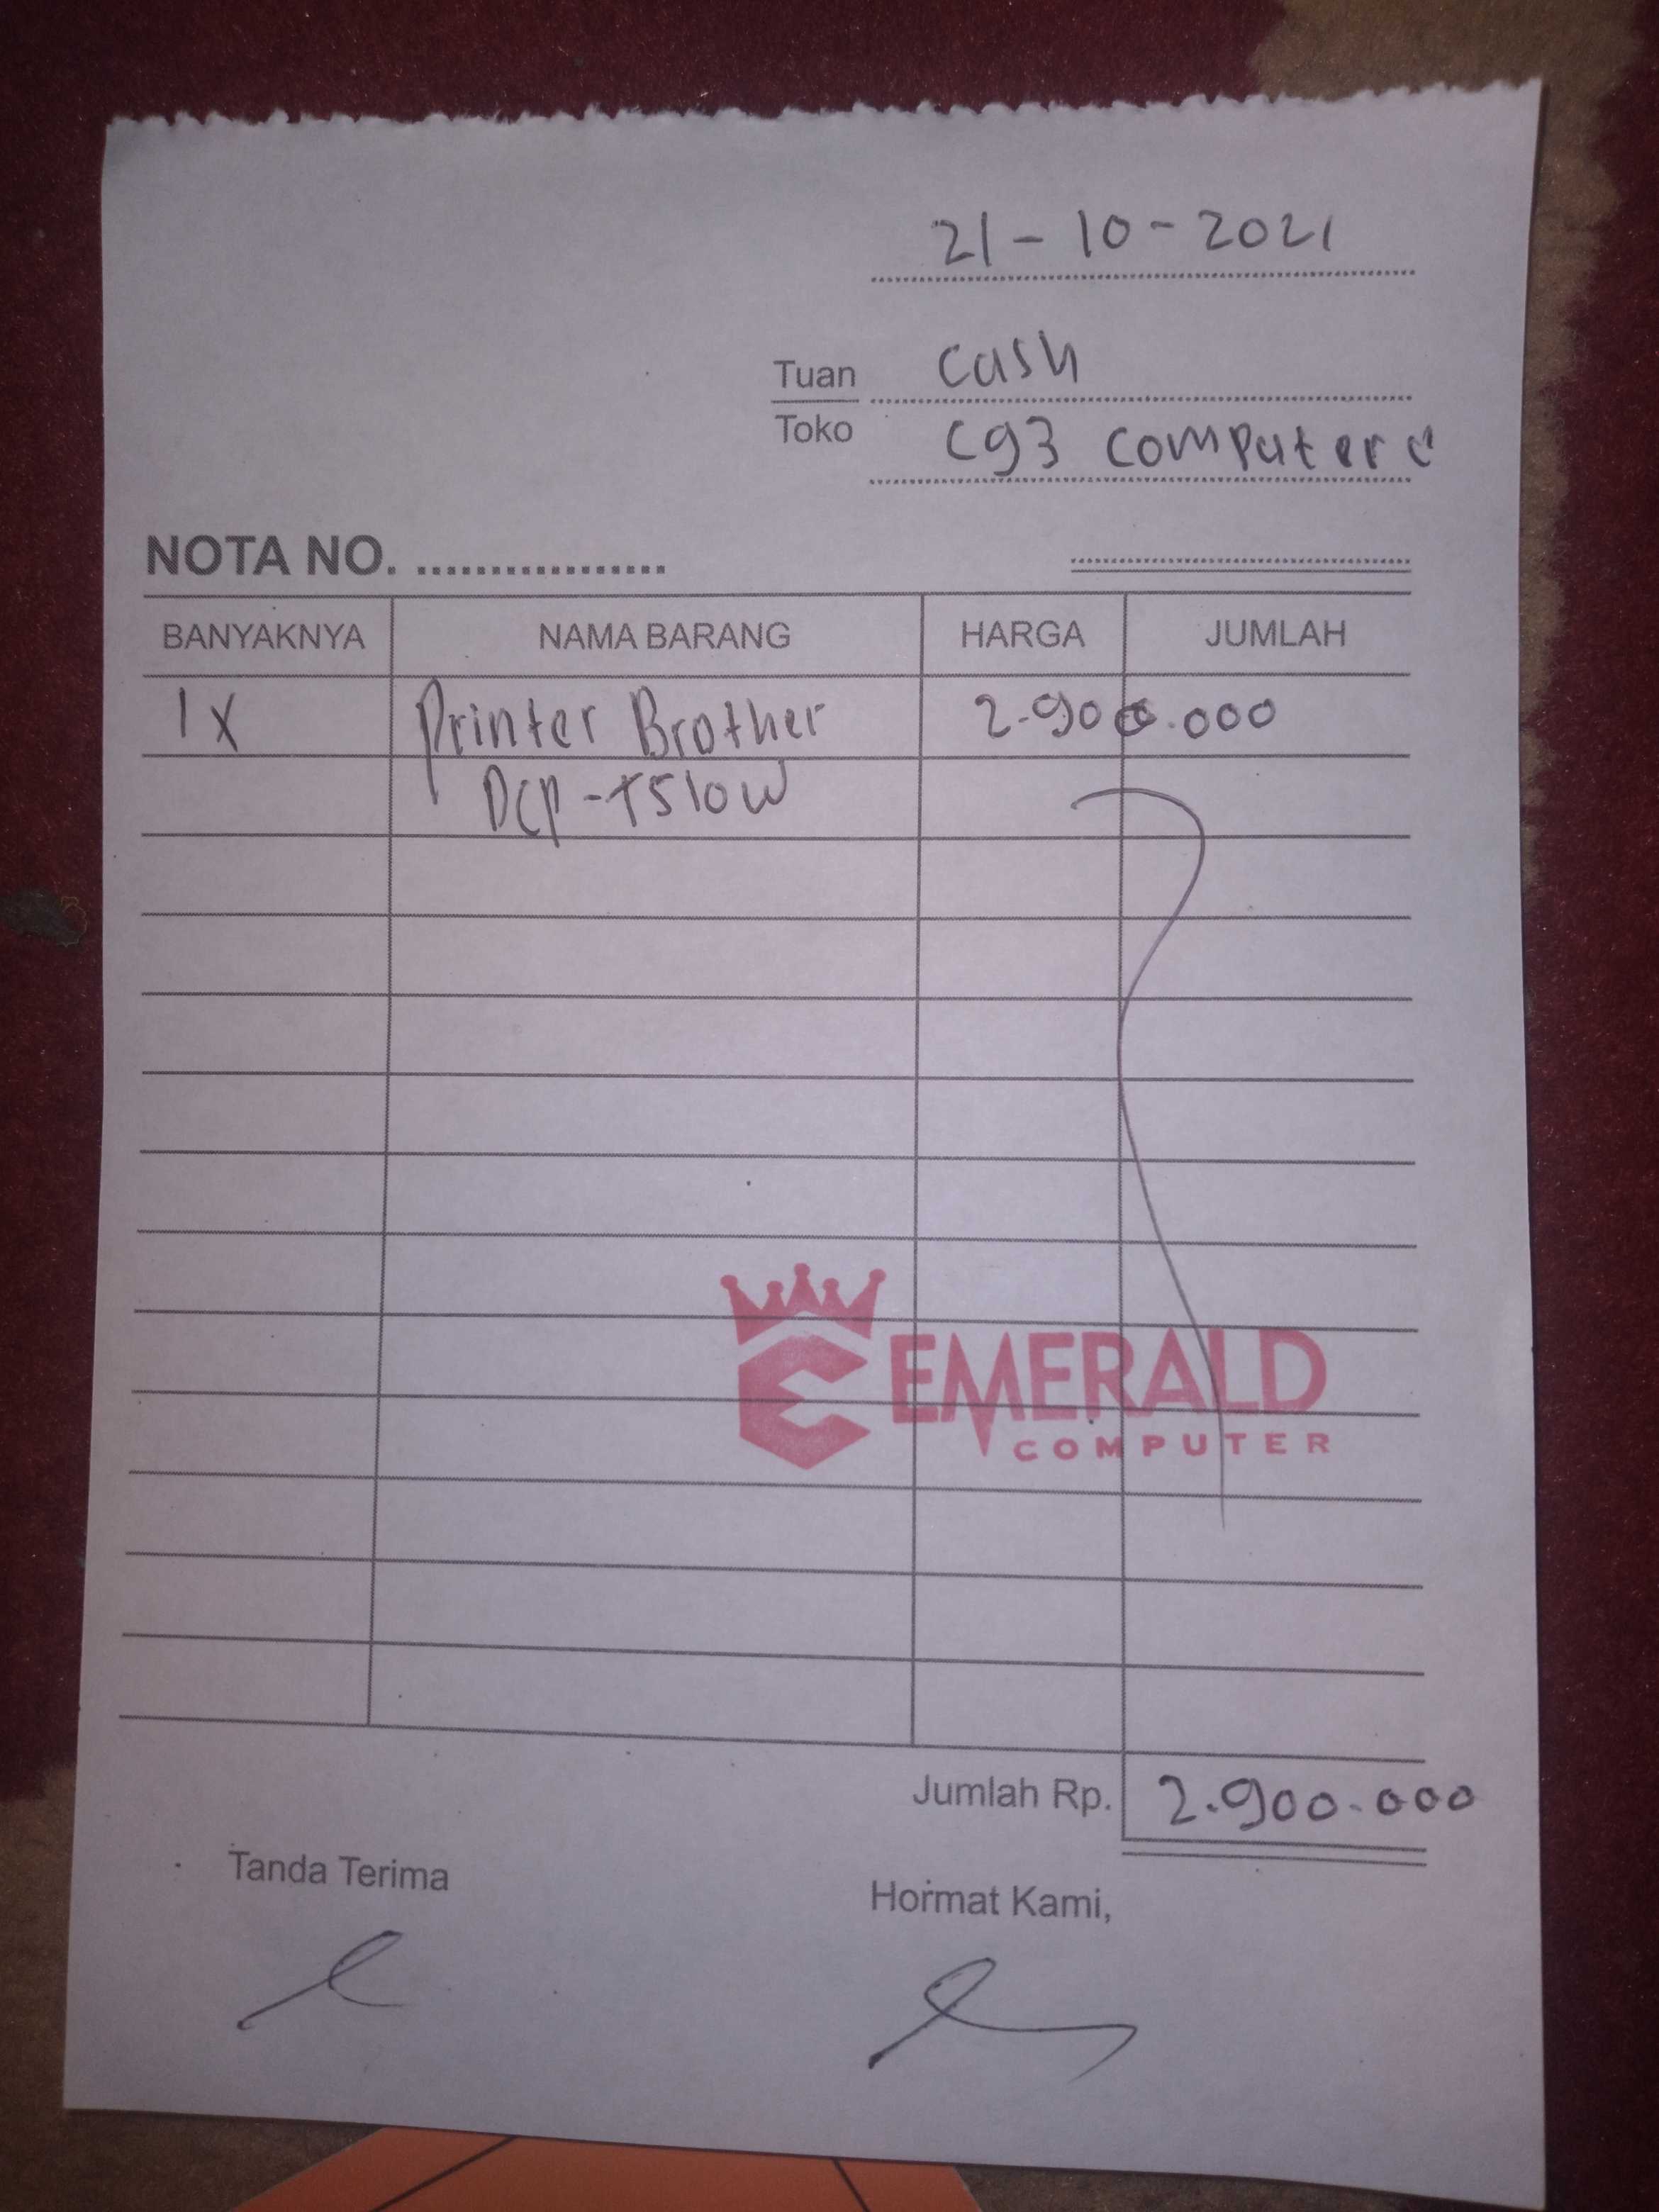 21-10-2021
Tuan Cash
Toko Cg3 Computer
NOTA NO. ..................
BANYAKNYA NAMA BARANG HARGA JUMLAH
1x Printer Brother 2.900.000
DCP-T510W
EMERALD
COMPUTER
Jumlah Rp. 2.900.000
Tanda Terima
Hormat Kami,